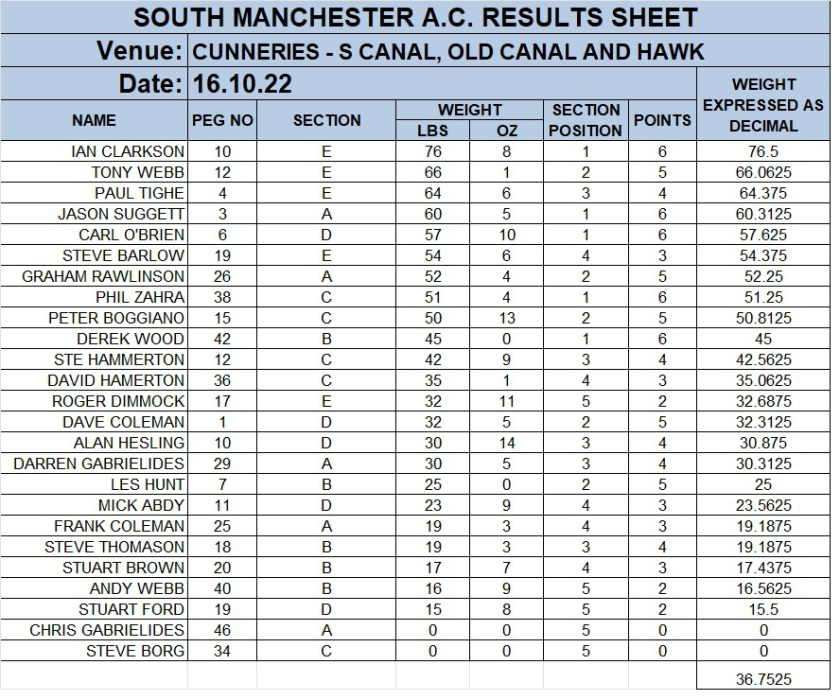 SOUTH MANCHESTER A.C. RESULTS SHEET
Venue: CUNNERIES - S CANAL, OLD CANAL AND HAWK
Date: 16.10.22
NAME PEG NO SECTION WEIGHT LBS OZ SECTION POSITION POINTS WEIGHT EXPRESSED AS DECIMAL
IAN CLARKSON 10 E 76 8 1 6 76.5
TONY WEBB 12 E 66 1 2 5 66.0625
PAUL TIGHE 4 E 64 6 3 4 64.375
JASON SUGGETT 3 A 60 5 1 6 60.3125
CARL O'BRIEN 6 D 57 10 1 6 57.625
STEVE BARLOW 19 E 54 6 4 3 54.375
GRAHAM RAWLINSON 26 A 52 4 2 5 52.25
PHIL ZAHRA 38 C 51 4 1 6 51.25
PETER BOGGIANO 15 C 50 13 2 5 50.8125
DEREK WOOD 42 B 45 0 1 6 45
STE HAMMERTON 12 C 42 9 3 4 42.5625
DAVID HAMERTON 36 C 35 1 4 3 35.0625
ROGER DIMMOCK 17 E 32 11 5 2 32.6875
DAVE COLEMAN 1 D 32 5 2 5 32.3125
ALAN HESLING 10 D 30 14 3 4 30.875
DARREN GABRIELIDES 29 A 30 5 3 4 30.3125
LES HUNT 7 B 25 0 2 5 25
MICK ABDY 11 D 23 9 4 3 23.5625
FRANK COLEMAN 25 A 19 3 4 3 19.1875
STEVE THOMASON 18 B 19 3 3 4 19.1875
STUART BROWN 20 B 17 7 4 3 17.4375
ANDY WEBB 40 B 16 9 5 2 16.5625
STUART FORD 19 D 15 8 5 2 15.5
CHRIS GABRIELIDES 46 A 0 0 5 0 0
STEVE BORG 34 C 0 0 5 0 0
36.7525